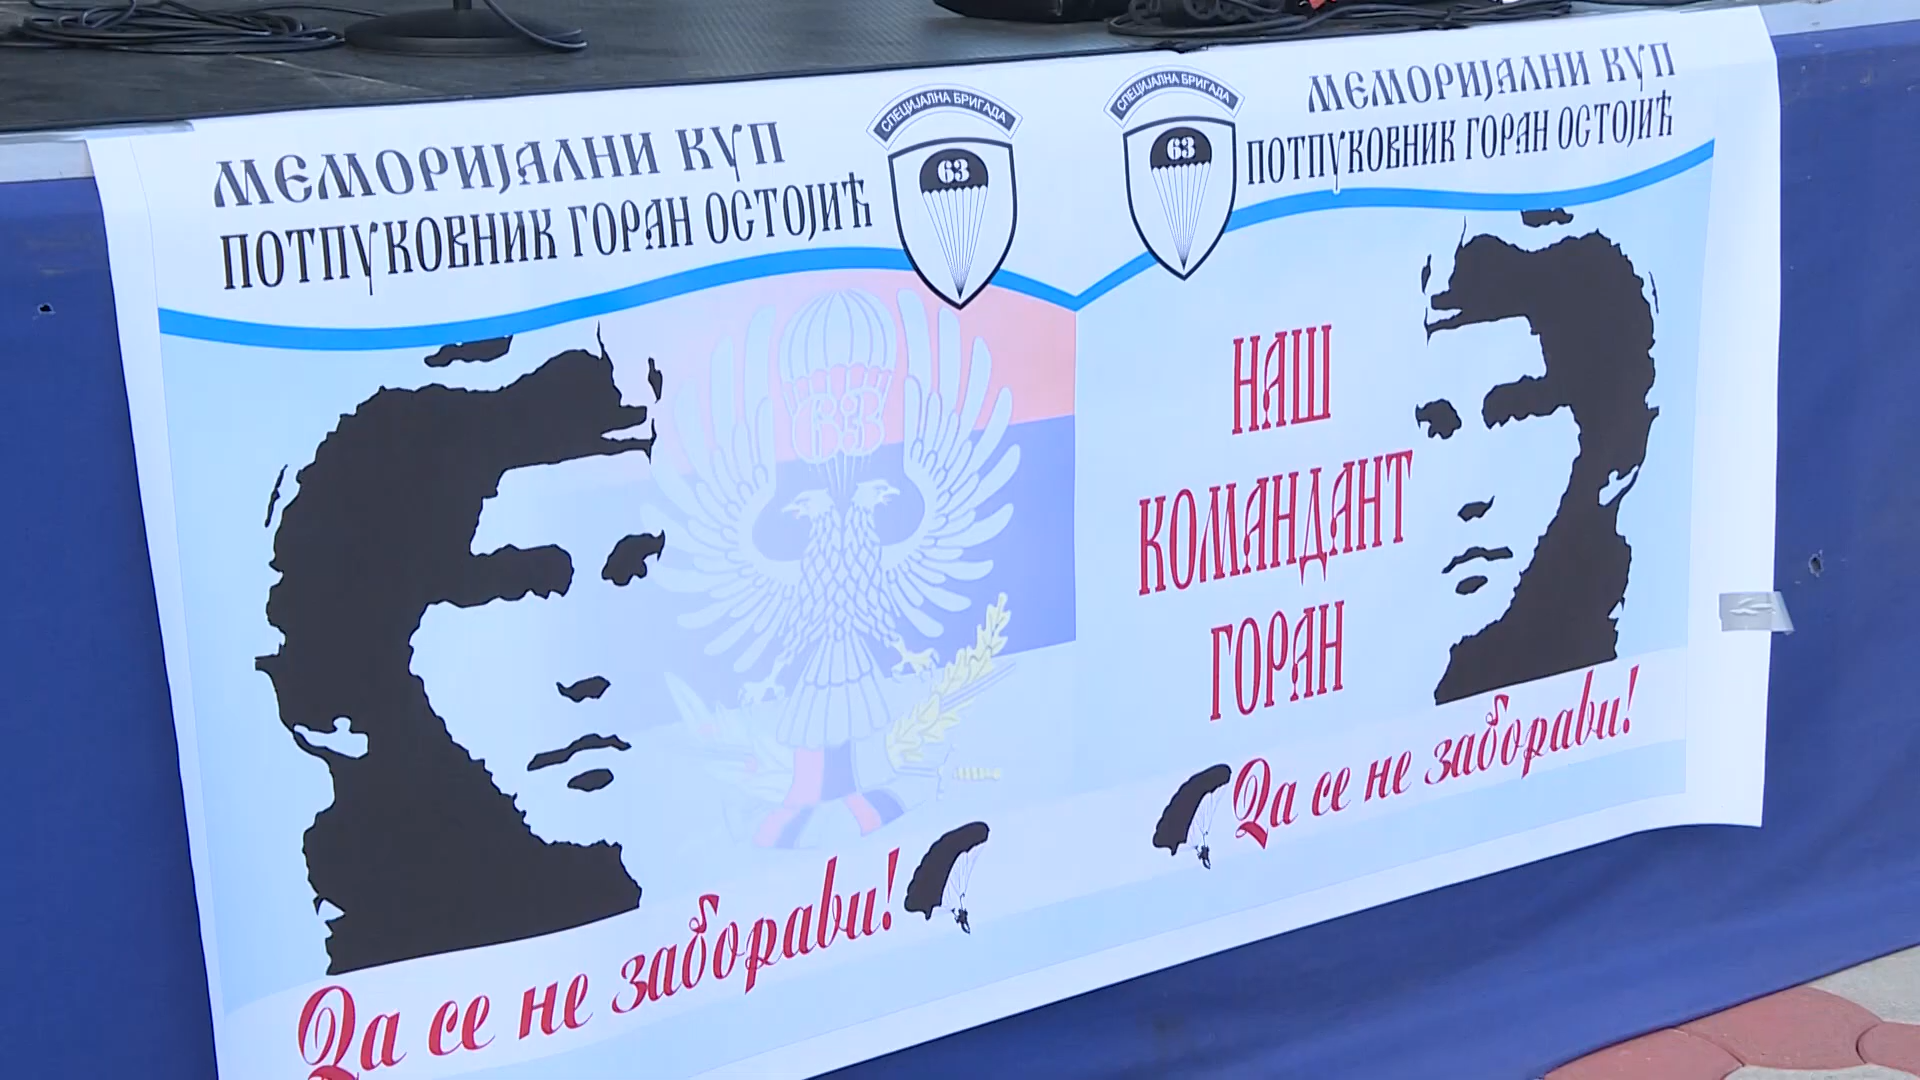 МЕМОРИЈАЛНИ КУП
ПОТПУКОВНИК ГОРАН ОСТОЈИЋ
СПЕЦИЈАЛНА БРИГАДА
63
63
Да се не заборави!
СПЕЦИЈАЛНА БРИГАДА
63
МЕМОРИЈАЛНИ КУП
ПОТПУКОВНИК ГОРАН ОСТОЈИЋ
НАШ
КОМАНДАНТ
ГОРАН
Да се не заборави!